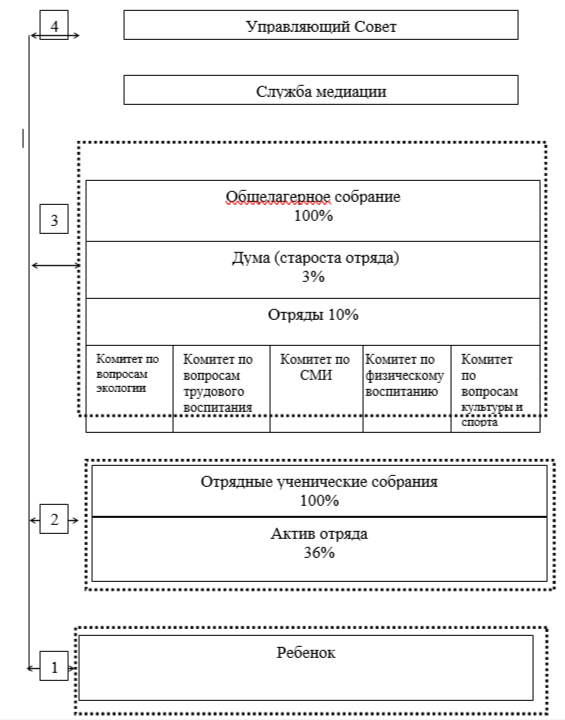 4
Управляющий Совет
Служба медиации
3
Общелагерное собрание
100%
Дума (староста отряда)
3%
Отряды 10%
Комитет по
вопросам
экологии
Комитет по
вопросам
трудового
воспитания
Комитет по
СМИ
Комитет по
физическому
воспитанию
Комитет
по
вопросам
культуры и
спорта
2
Отрядные ученические собрания
100%
Актив отряда
36%
1
Ребенок